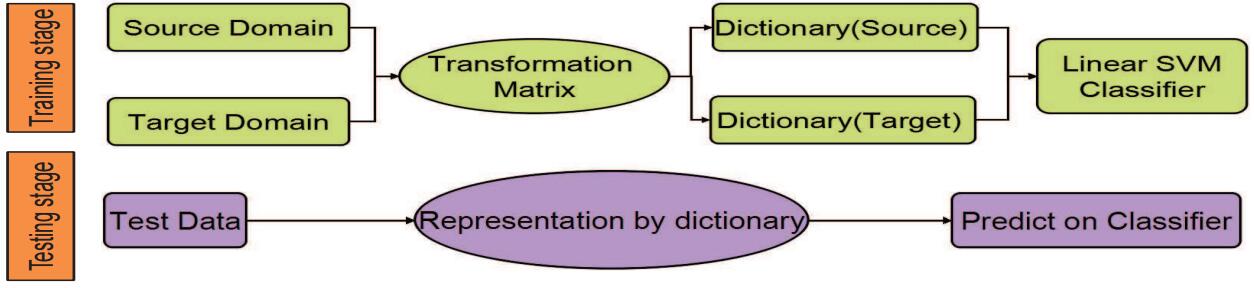 Training stage
Source Domain
Target Domain
Transformation
Matrix
Dictionary(Source)
Dictionary(Target)
Linear SVM
Classifier
Testing stage
Test Data
Representation by dictionary
Predict on Classifier